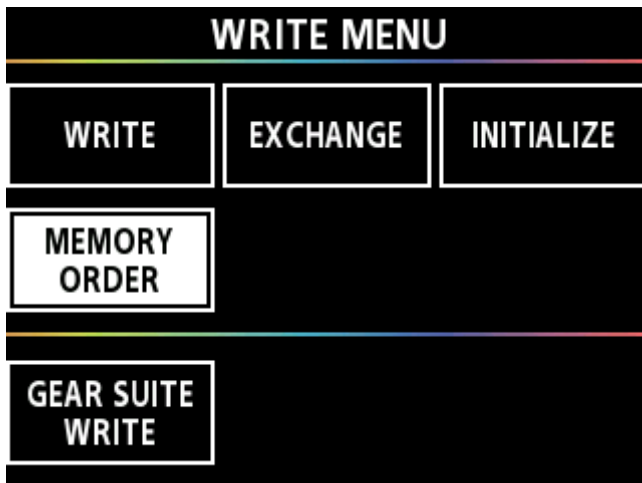 WRITE MENU
WRITE
EXCHANGE
INITIALIZE
MEMORY
ORDER
GEAR SUITE
WRITE